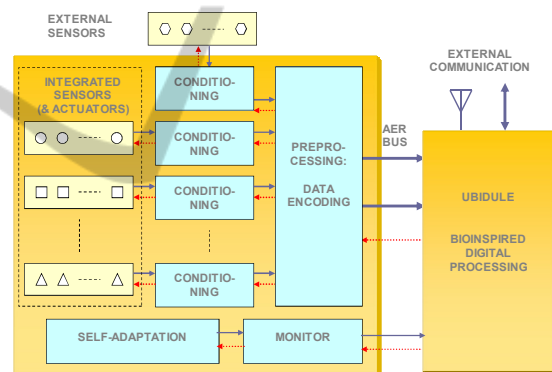 EXTERNAL
SENSORS
INTEGRATED
SENSORS
(& ACTUATORS)
CONDITIO-
NING
CONDITIO-
NING
CONDITIO-
NING
CONDITIO-
NING
PREPRO-
CESSING:
DATA
ENCODING
AER
BUS
EXTERNAL
COMMUNICATION
UBIDULE
BIOINSPIRED
DIGITAL
PROCESSING
SELF-ADAPTATION
MONITOR